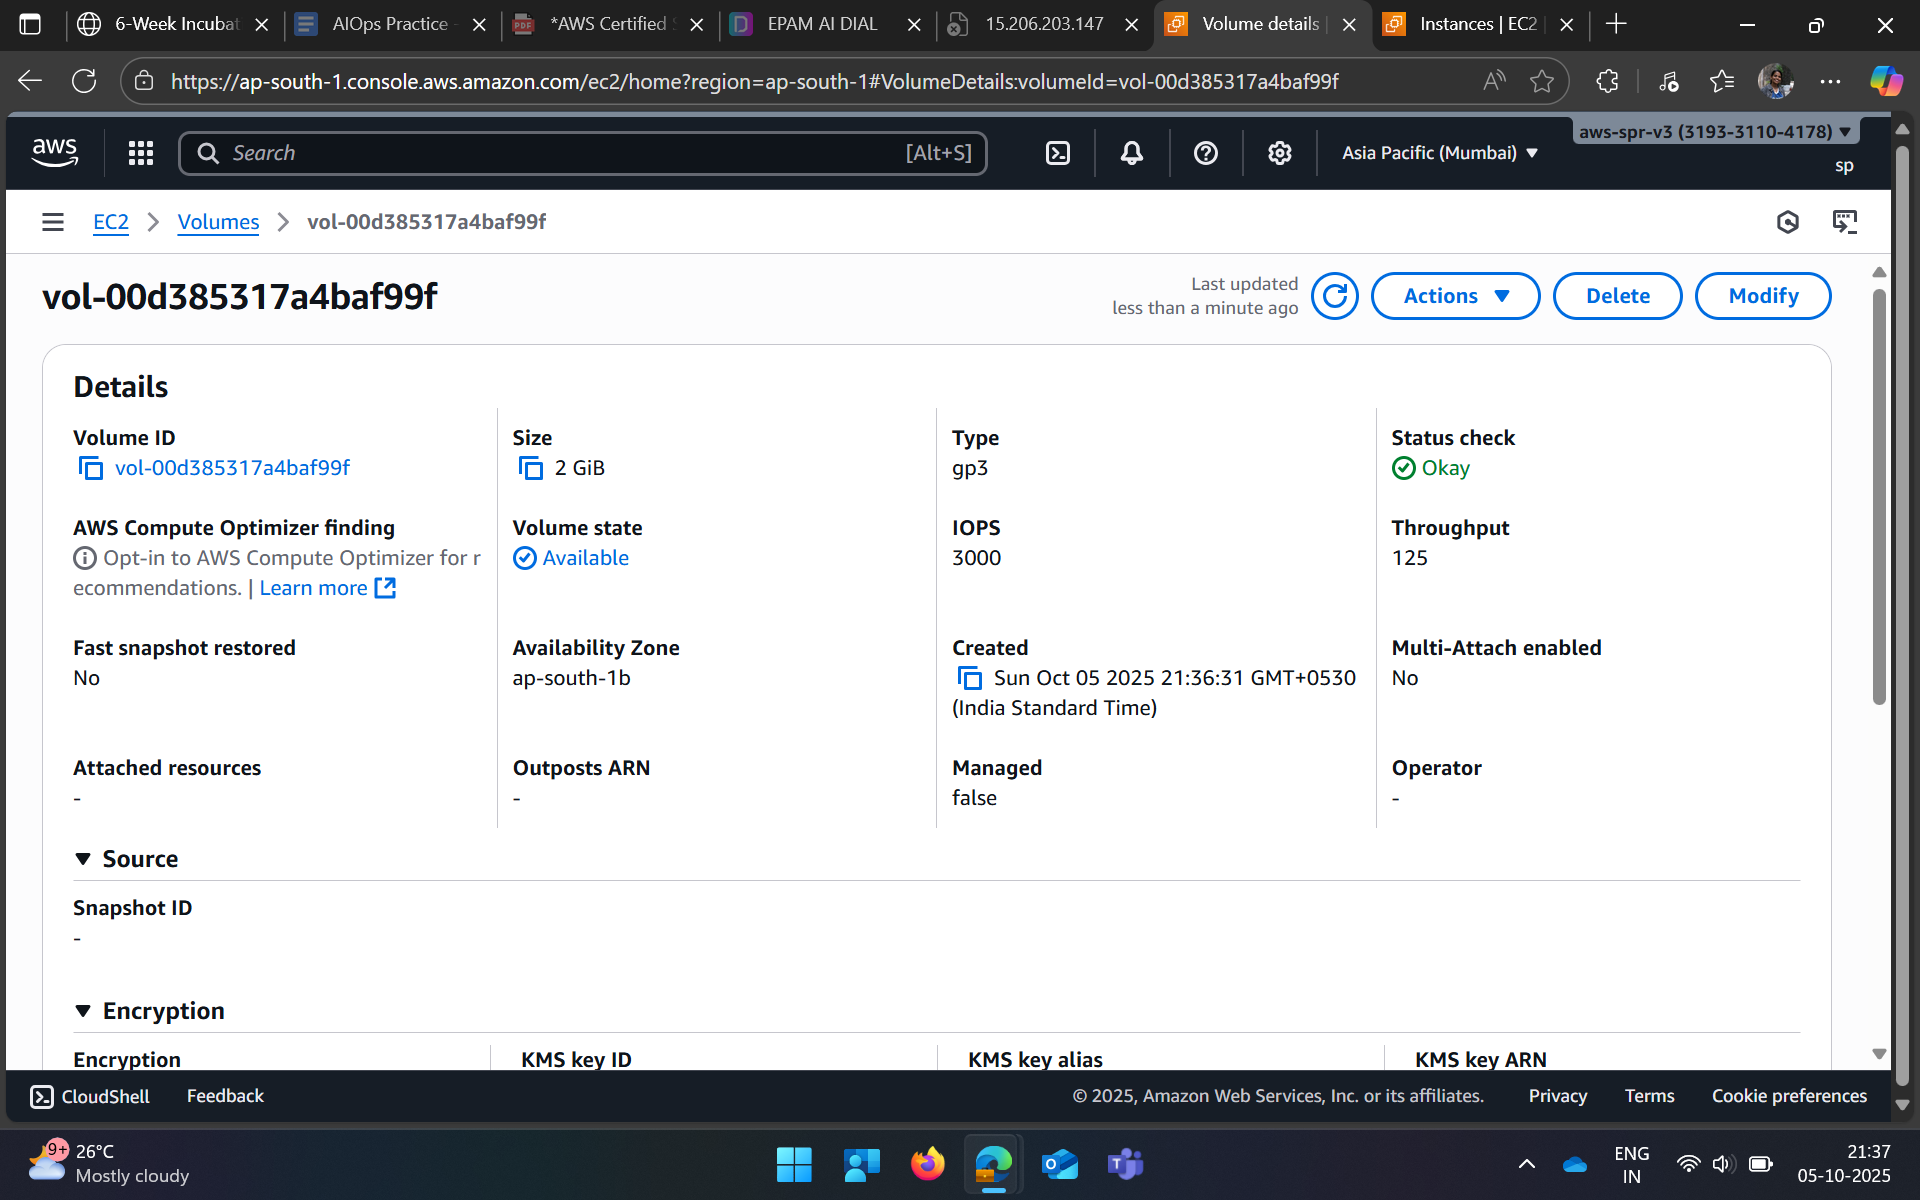 6-Week Incubat
AIOps Practice -
*AWS Certified S
EPAM AI DIAL
15.206.203.147
Volume details |
Instances | EC2 |
https://ap-south-1.console.aws.amazon.com/ec2/home?region=ap-south-1#VolumeDetails:volumeId=vol-00d385317a4baf99f
aws
Search
[Alt+S]
Asia Pacific (Mumbai)
aws-spr-v3 (3193-3110-4178)
sp
EC2
Volumes
vol-00d385317a4baf99f
vol-00d385317a4baf99f
Last updated
less than a minute ago
Actions
Delete
Modify
Details
Volume ID
vol-00d385317a4baf99f
Size
2 GiB
Type
gp3
Status check
Okay
AWS Compute Optimizer finding
Opt-in to AWS Compute Optimizer for r
ecommendations. | Learn more
Volume state
Available
IOPS
3000
Throughput
125
Fast snapshot restored
No
Availability Zone
ap-south-1b
Created
Sun Oct 05 2025 21:36:31 GMT+0530
(India Standard Time)
Multi-Attach enabled
No
Attached resources
-
Outposts ARN
-
Managed
false
Operator
-
Source
Snapshot ID
-
Encryption
Encryption
KMS key ID
KMS key alias
KMS key ARN
CloudShell
Feedback
© 2025, Amazon Web Services, Inc. or its affiliates.
Privacy
Terms
Cookie preferences
9+
26°C
Mostly cloudy
ENG
IN
21:37
05-10-2025